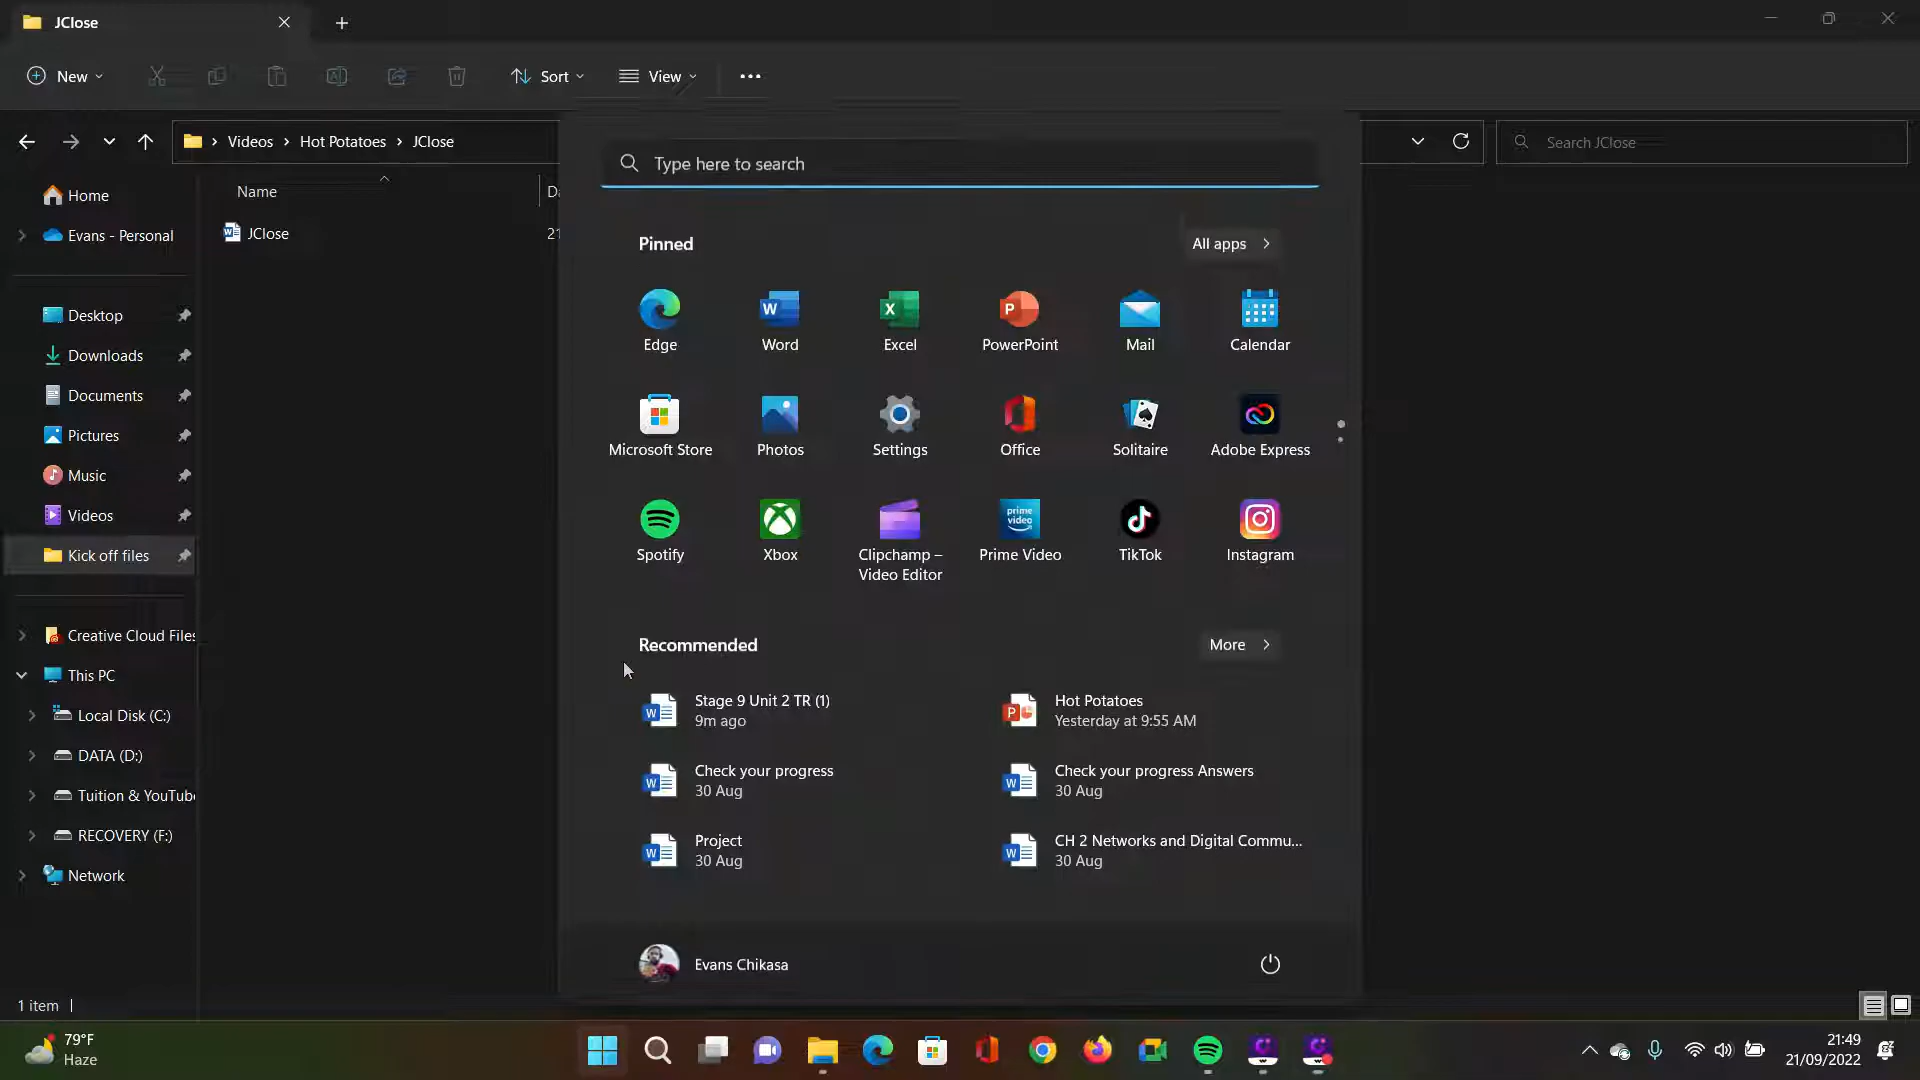 JClose
New
Sort
View
Videos
Hot Potatoes
JClose
Search JClose
Type here to search
Home
Evans - Personal
Desktop
Downloads
Documents
Pictures
Music
Videos
Kick off files
Creative Cloud Files
This PC
Local Disk (C:)
DATA (D:)
Tuition & YouTube
RECOVERY (F:)
Network
Name
JClose
21
Pinned
All apps
Edge
Word
Excel
PowerPoint
Mail
Calendar
Microsoft Store
Photos
Settings
Office
Solitaire
Adobe Express
prime
video
Spotify
Xbox
Clipchamp –
Video Editor
Prime Video
TikTok
Instagram
Recommended
More
Stage 9 Unit 2 TR (1)
9m ago
Hot Potatoes
Yesterday at 9:55 AM
Check your progress
30 Aug
Check your progress Answers
30 Aug
Project
30 Aug
CH 2 Networks and Digital Commu...
30 Aug
Evans Chikasa
1 item
79°F
Haze
21:49
21/09/2022